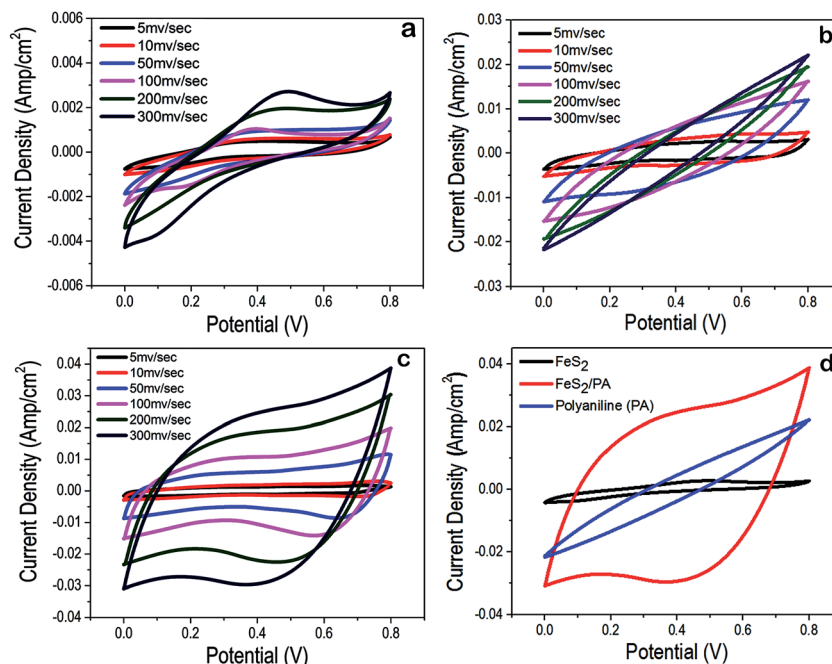 a
5mv/sec
10mv/sec
50mv/sec
100mv/sec
200mv/sec
300mv/sec
Current Density (Amp/cm²)
0.006
0.004
0.002
0.000
-0.002
-0.004
-0.006
0.0 0.2 0.4 0.6 0.8
Potential (V)
b
5mv/sec
10mv/sec
50mv/sec
100mv/sec
200mv/sec
300mv/sec
Current Density (Amp/cm²)
0.03
0.02
0.01
0.00
-0.01
-0.02
-0.03
0.0 0.2 0.4 0.6 0.8
Potential (V)
c
5mv/sec
10mv/sec
50mv/sec
100mv/sec
200mv/sec
300mv/sec
Current Density (Amp/cm²)
0.04
0.03
0.02
0.01
0.00
-0.01
-0.02
-0.03
-0.04
0.0 0.2 0.4 0.6 0.8
Potential (V)
d
FeS₂
FeS₂/PA
Polyaniline (PA)
Current Density (Amp/cm²)
0.04
0.02
0.00
-0.02
-0.04
0.0 0.2 0.4 0.6 0.8
Potential (V)